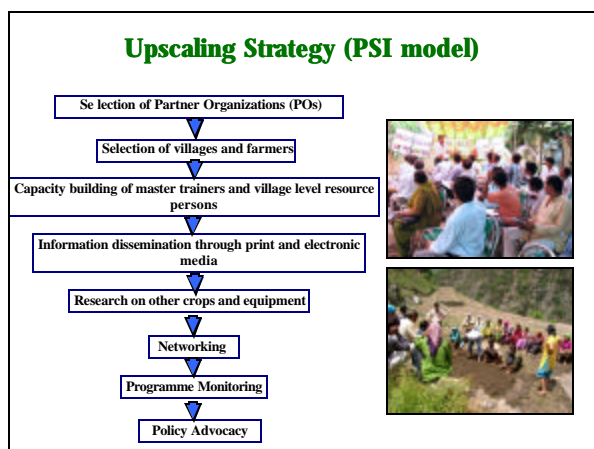 Upscaling Strategy (PSI model)
Se lection of Partner Organizations (POs)
Selection of villages and farmers
Capacity building of master trainers and village level resource
persons
Information dissemination through print and electronic
media
Research on other crops and equipment
Networking
Programme Monitoring
Policy Advocacy